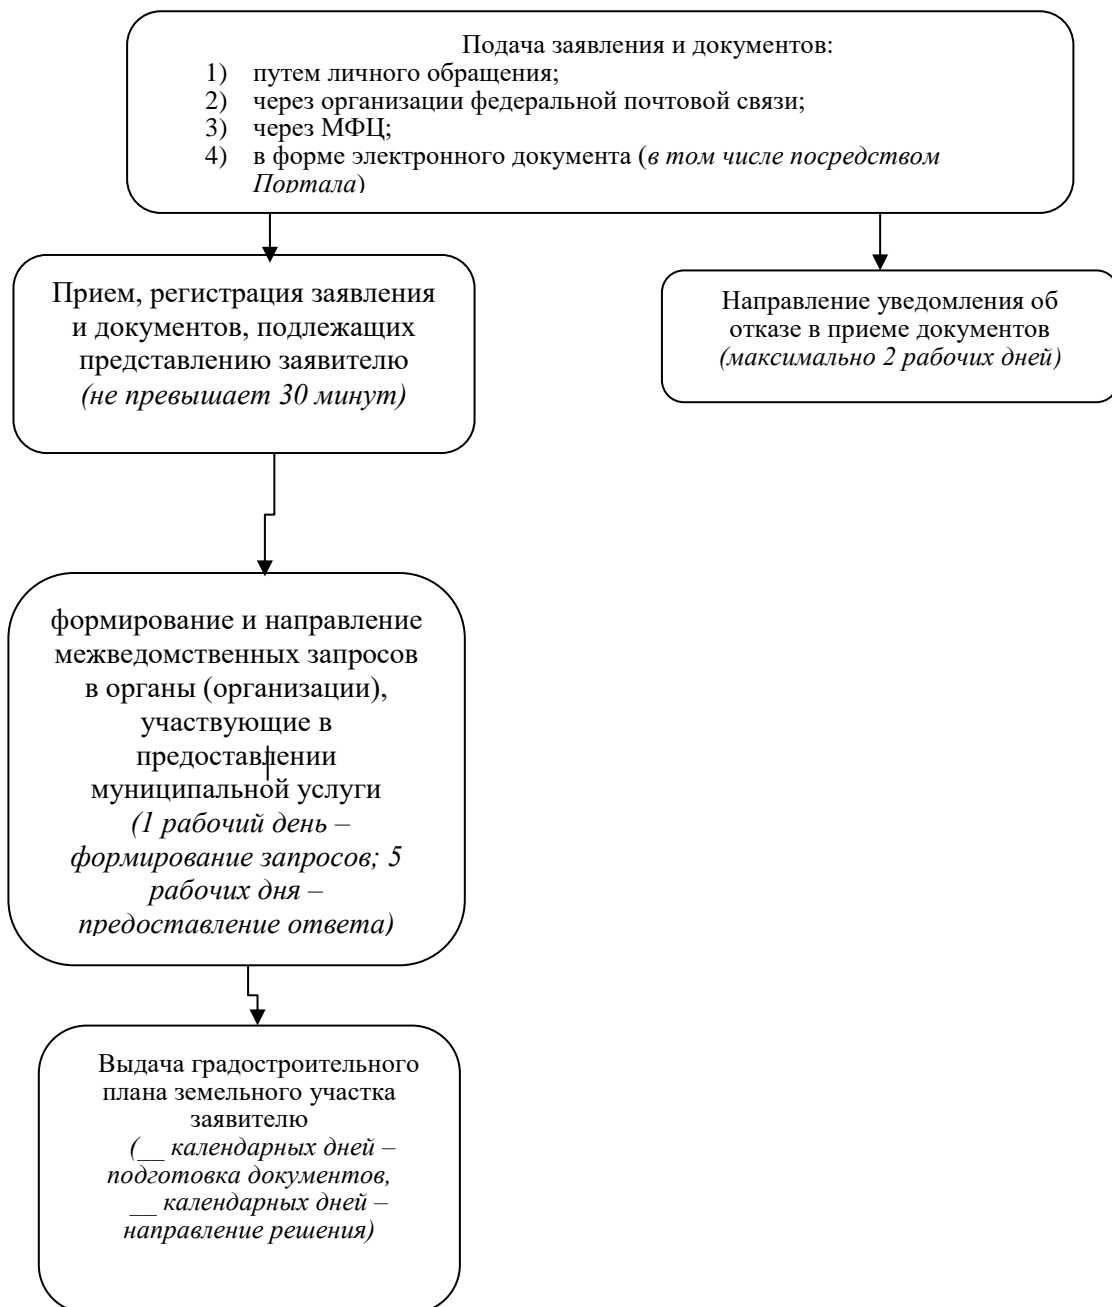 Подача заявления и документов:
1) путем личного обращения;
2) через организации федеральной почтовой связи;
3) через МФЦ;
4) в форме электронного документа (в том числе посредством
Портала)
Прием, регистрация заявления
и документов, подлежащих
представлению заявителю
(не превышает 30 минут)
Направление уведомления об
отказе в приеме документов
(максимально 2 рабочих дней)
формирование и направление
межведомственных запросов
в органы (организации),
участвующие в
предоставлении
муниципальной услуги
(1 рабочий день –
формирование запросов; 5
рабочих дня –
предоставление ответа)
Выдача градостроительного
плана земельного участка
заявителю
(__ календарных дней –
подготовка документов,
__ календарных дней –
направление решения)